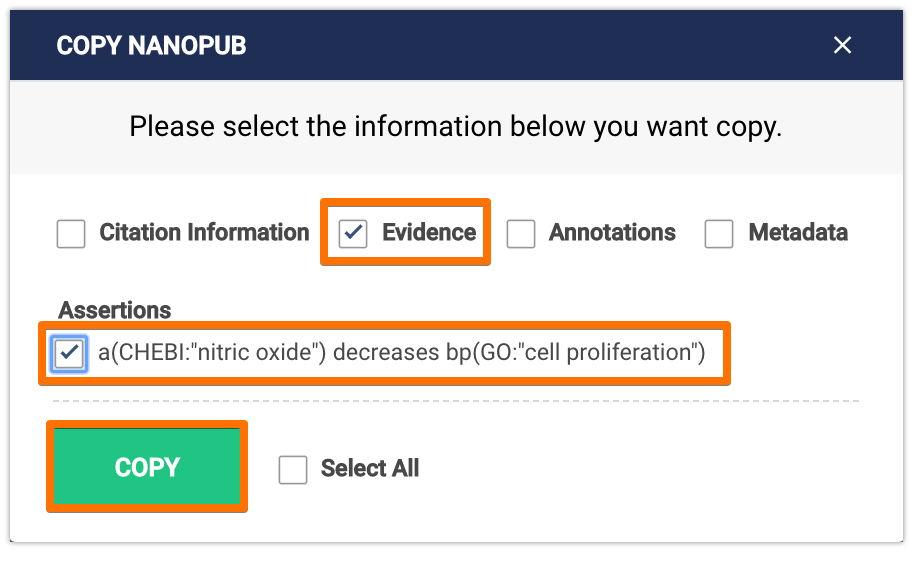 COPY NANOPUB
Please select the information below you want copy.
Citation Information Evidence Annotations Metadata
Assertions
a(CHEBI:"nitric oxide") decreases bp(GO:"cell proliferation")
COPY Select All